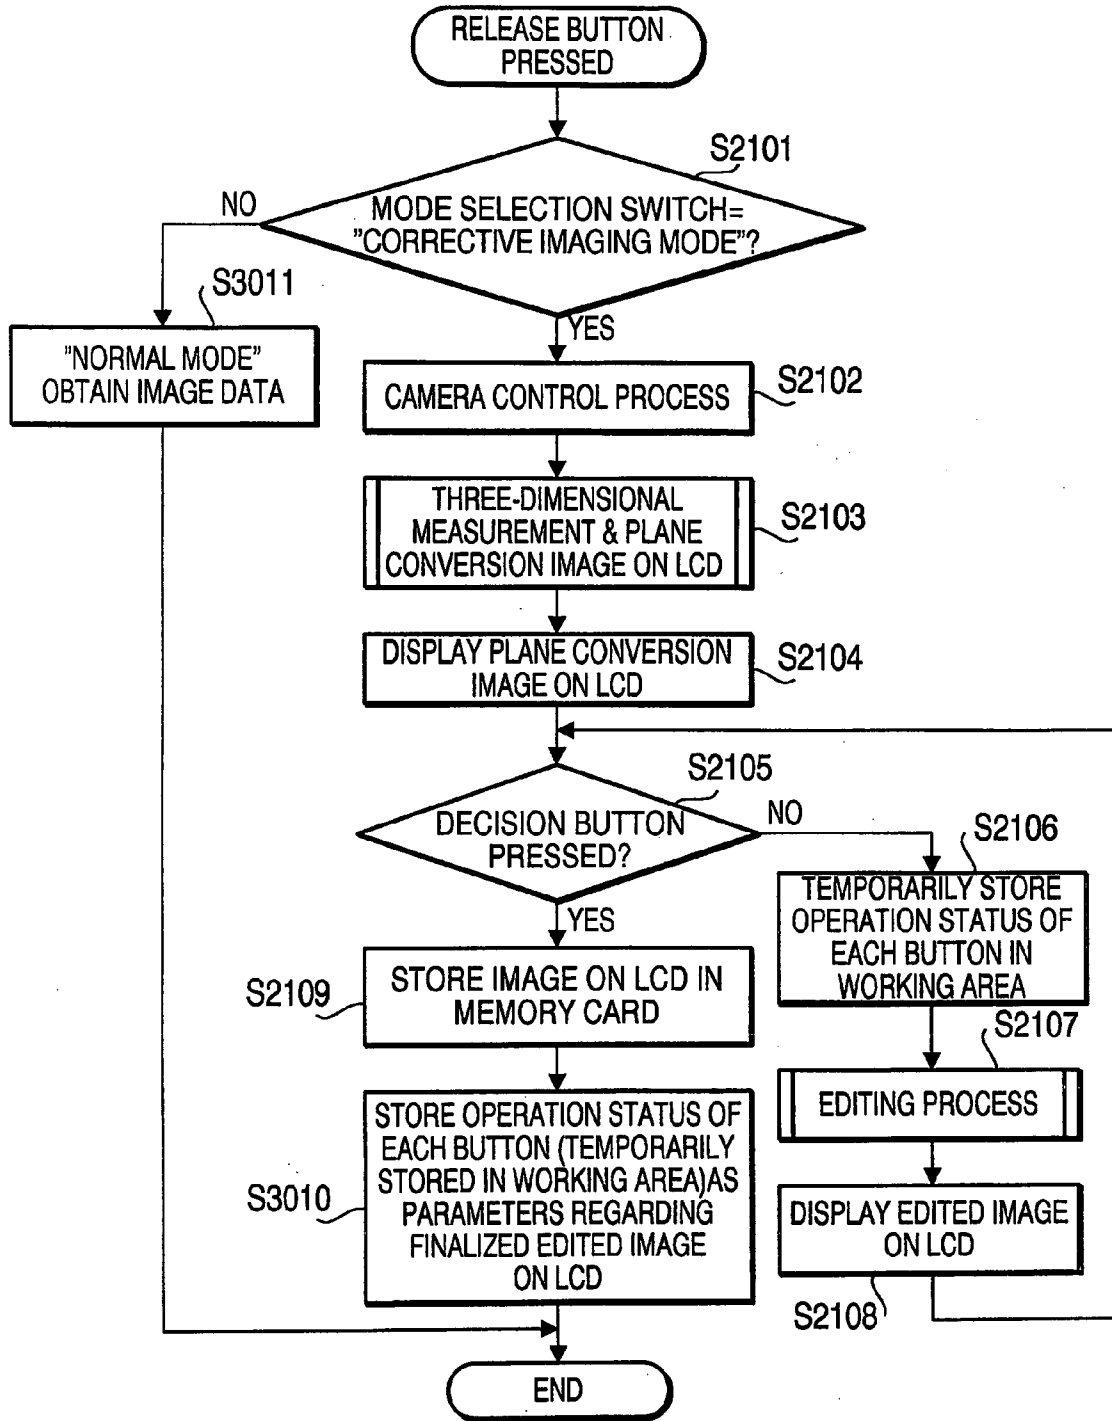 RELEASE BUTTON
PRESSED
S2101
MODE SELECTION SWITCH=
"CORRECTIVE IMAGING MODE"?
NO
YES
S3011
"NORMAL MODE"
OBTAIN IMAGE DATA
CAMERA CONTROL PROCESS
S2102
THREE-DIMENSIONAL
MEASUREMENT & PLANE
CONVERSION IMAGE ON LCD
S2103
DISPLAY PLANE CONVERSION
IMAGE ON LCD
S2104
S2105
DECISION BUTTON
PRESSED?
NO
YES
S2106
TEMPORARILY STORE
OPERATION STATUS OF
EACH BUTTON IN
WORKING AREA
S2107
EDITING PROCESS
DISPLAY EDITED IMAGE
ON LCD
S2108
S2109
STORE IMAGE ON LCD IN
MEMORY CARD
S3010
STORE OPERATION STATUS OF
EACH BUTTON (TEMPORARILY
STORED IN WORKING AREA)AS
PARAMETERS REGARDING
FINALIZED EDITED IMAGE
ON LCD
END